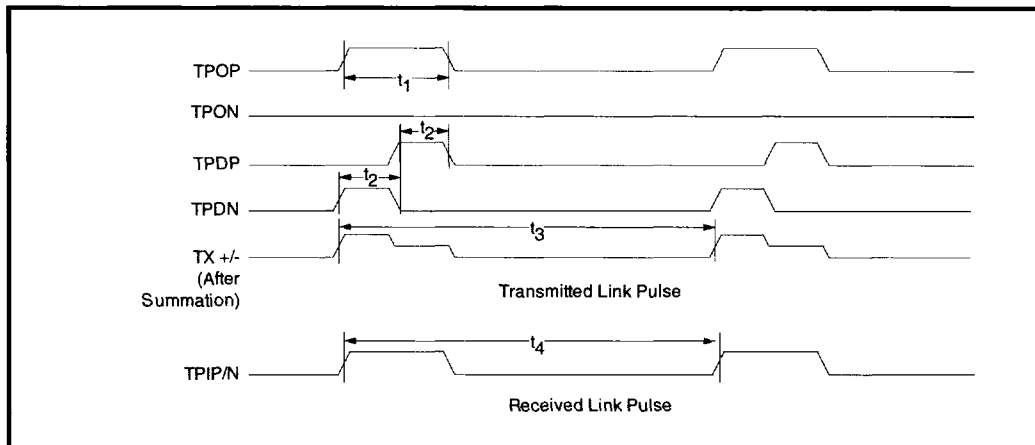 TPOP
t1
TPON
t2
TPDP
t2
TPDN
t3
TX +/-
(After
Summation)
Transmitted Link Pulse
t4
TPIP/N
Received Link Pulse